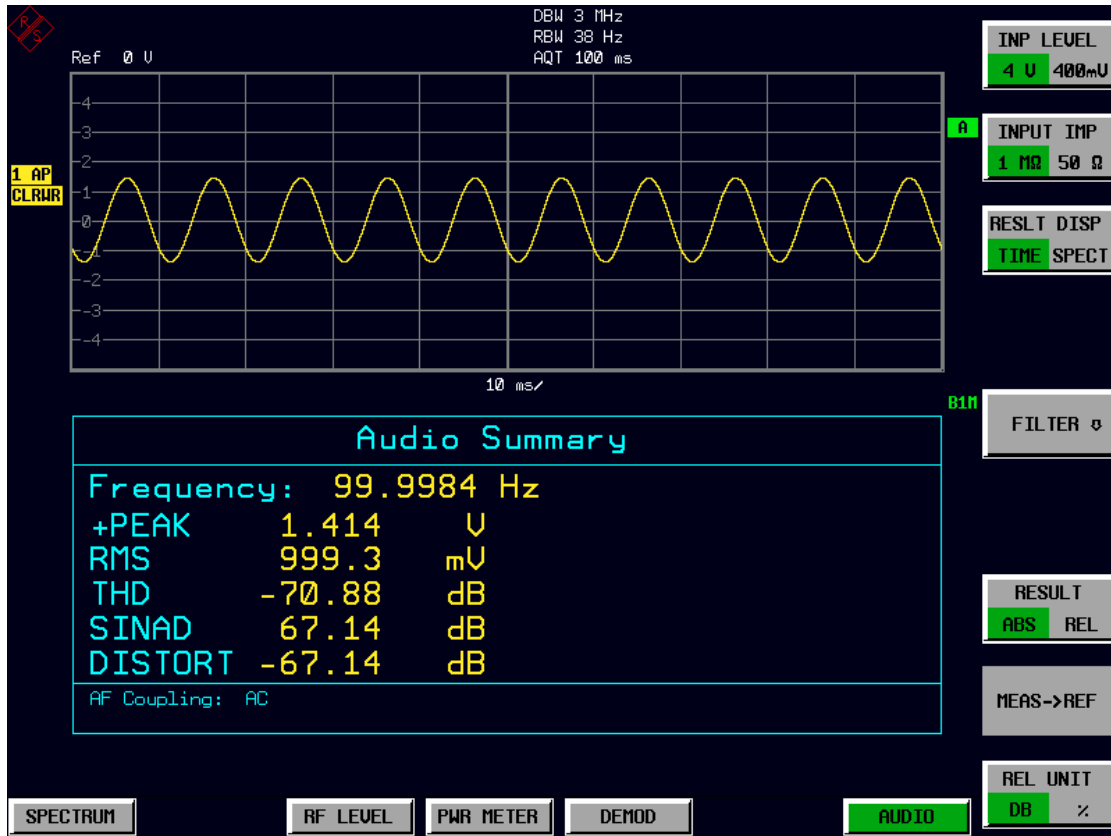 R/S
DBW 3 MHz
RBW 38 Hz
Ref 0 V
AQT 100 ms
-4
-3
-2
-1
-0
--1
--2
--3
--4
1 AP
CLRWR
A
10 ms/
B1M
Audio Summary
Frequency: 99.9984 Hz
+PEAK 1.414 V
RMS 999.3 mV
THD -70.88 dB
SINAD 67.14 dB
DISTORT -67.14 dB
AF Coupling: AC
INP LEVEL
4 V 400mV
INPUT IMP
1 MΩ 50 Ω
RESLT DISP
TIME SPECT
FILTER
RESULT
ABS REL
MEAS->REF
REL UNIT
DB %
SPECTRUM
RF LEVEL
PWR METER
DEMOD
AUDIO